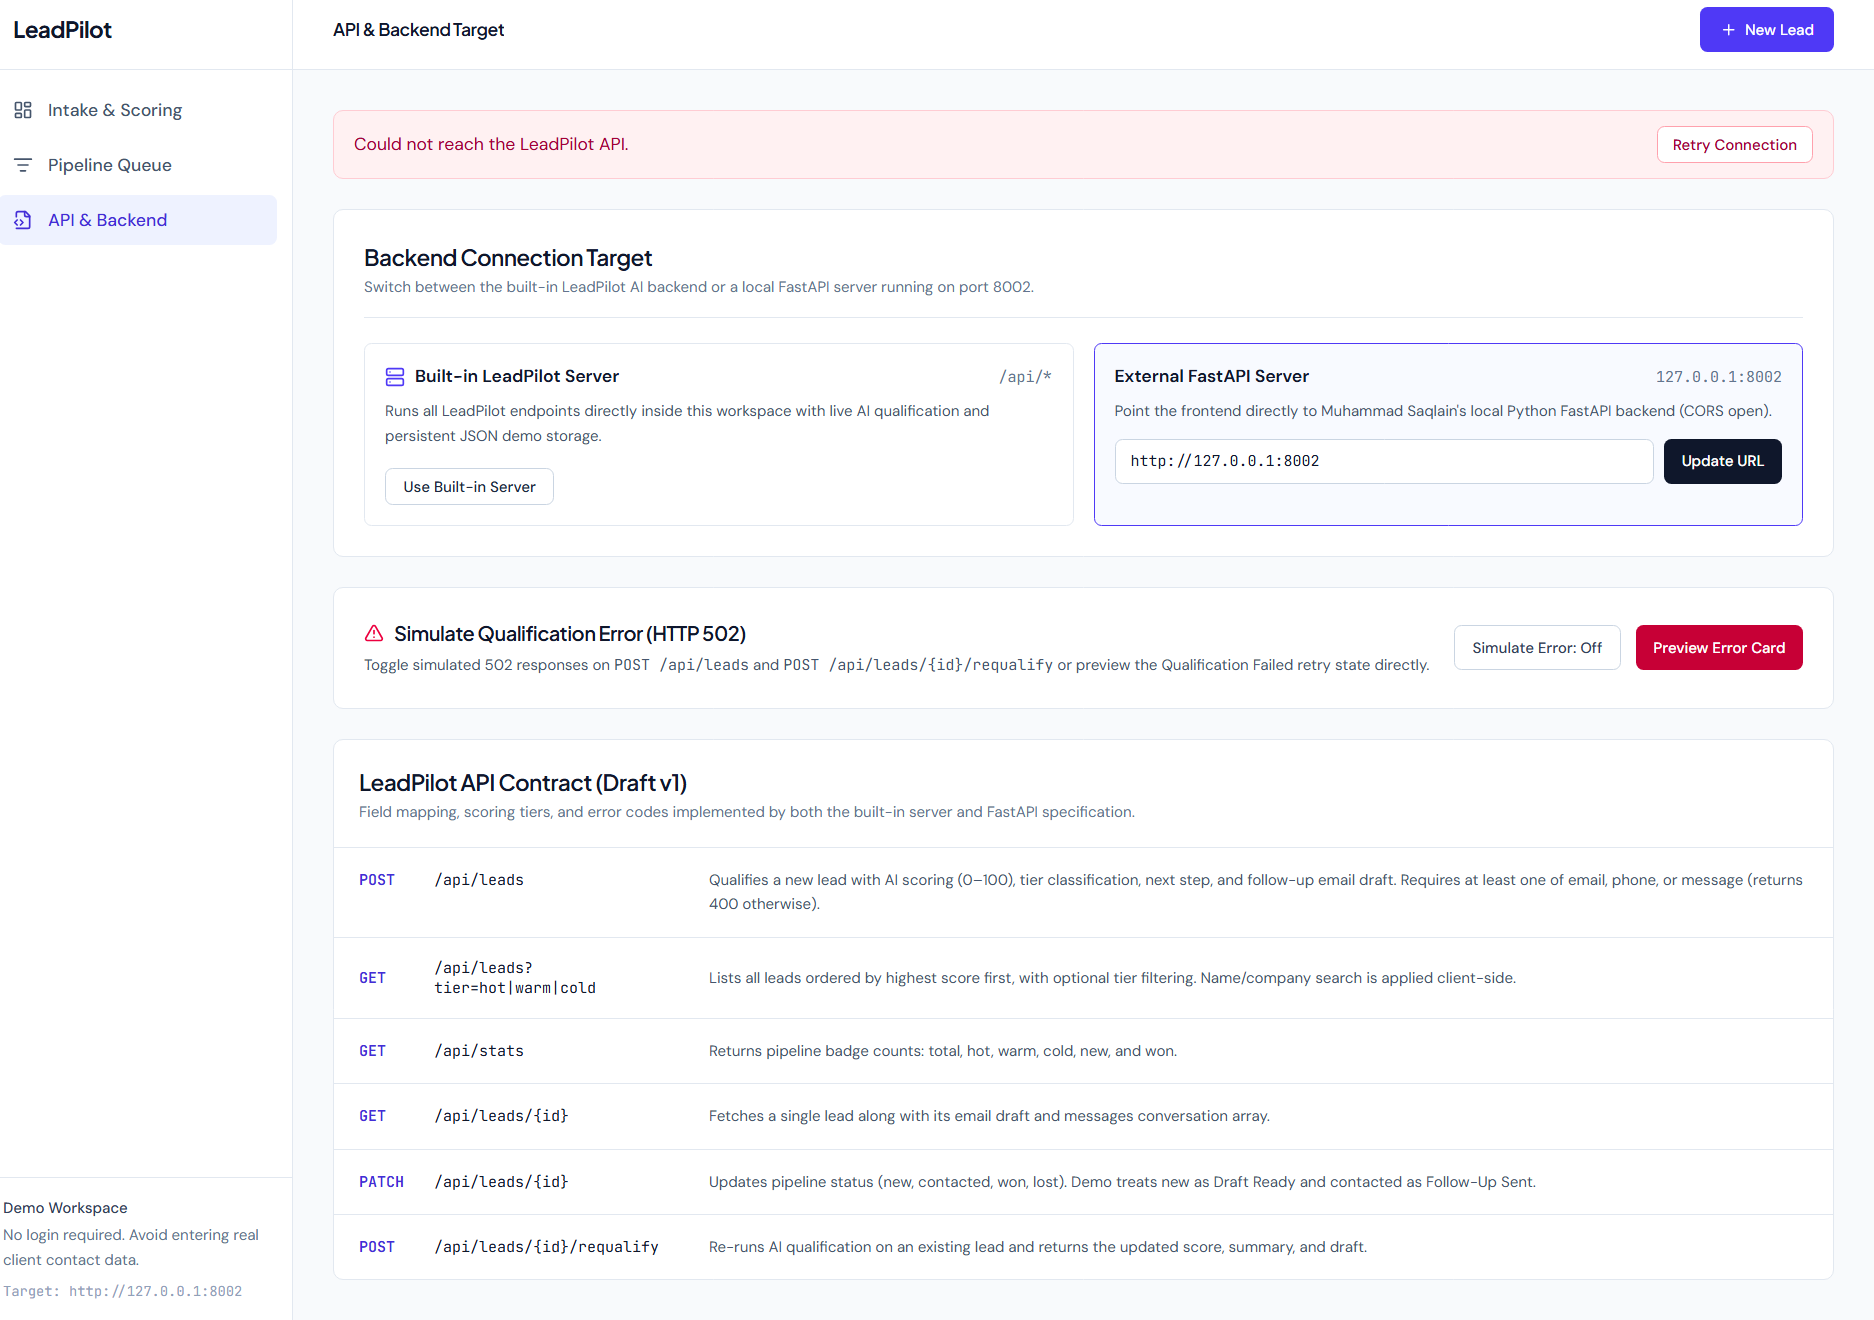 LeadPilot
API & Backend Target
New Lead
Intake & Scoring
Pipeline Queue
API & Backend
Could not reach the LeadPilot API.
Retry Connection
Backend Connection Target
Switch between the built-in LeadPilot AI backend or a local FastAPI server running on port 8002.
Built-in LeadPilot Server
/api/*
Runs all LeadPilot endpoints directly inside this workspace with live AI qualification and
persistent JSON demo storage.
Use Built-in Server
External FastAPI Server
127.0.0.1:8002
Point the frontend directly to Muhammad Saqlain's local Python FastAPI backend (CORS open).
http://127.0.0.1:8002
Update URL
Simulate Qualification Error (HTTP 502)
Toggle simulated 502 responses on POST /api/leads and POST /api/leads/{id}/requalify or preview the Qualification Failed retry state directly.
Simulate Error: Off
Preview Error Card
LeadPilot API Contract (Draft v1)
Field mapping, scoring tiers, and error codes implemented by both the built-in server and FastAPI specification.
POST
/api/leads
Qualifies a new lead with AI scoring (0–100), tier classification, next step, and follow-up email draft. Requires at least one of email, phone, or message (returns
400 otherwise).
GET
/api/leads?
tier=hot|warm|cold
Lists all leads ordered by highest score first, with optional tier filtering. Name/company search is applied client-side.
GET
/api/stats
Returns pipeline badge counts: total, hot, warm, cold, new, and won.
GET
/api/leads/{id}
Fetches a single lead along with its email draft and messages conversation array.
PATCH
/api/leads/{id}
Updates pipeline status (new, contacted, won, lost). Demo treats new as Draft Ready and contacted as Follow-Up Sent.
POST
/api/leads/{id}/requalify
Re-runs AI qualification on an existing lead and returns the updated score, summary, and draft.
Demo Workspace
No login required. Avoid entering real
client contact data.
Target: http://127.0.0.1:8002